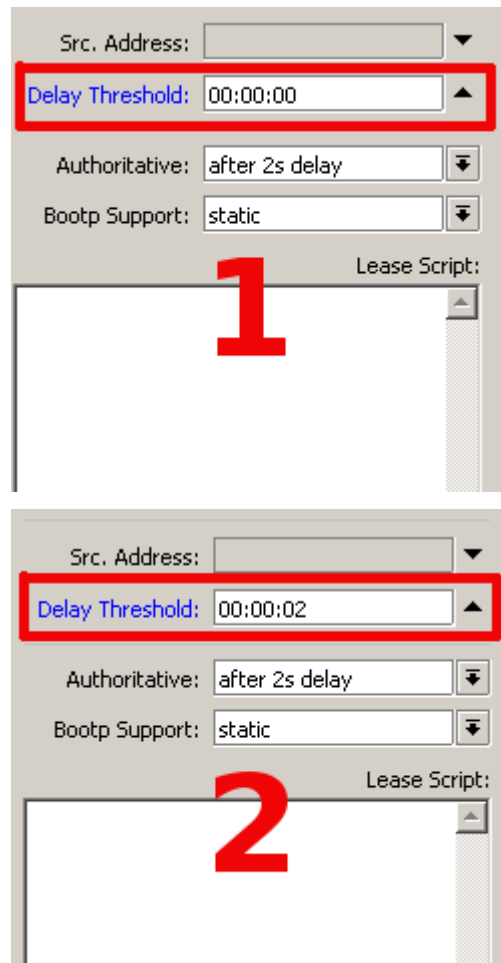 Src. Address:
Delay Threshold: 00:00:00
Authoritative: after 2s delay
Bootp Support: static
Lease Script:
1
Src. Address:
Delay Threshold: 00:00:02
Authoritative: after 2s delay
Bootp Support: static
Lease Script:
2